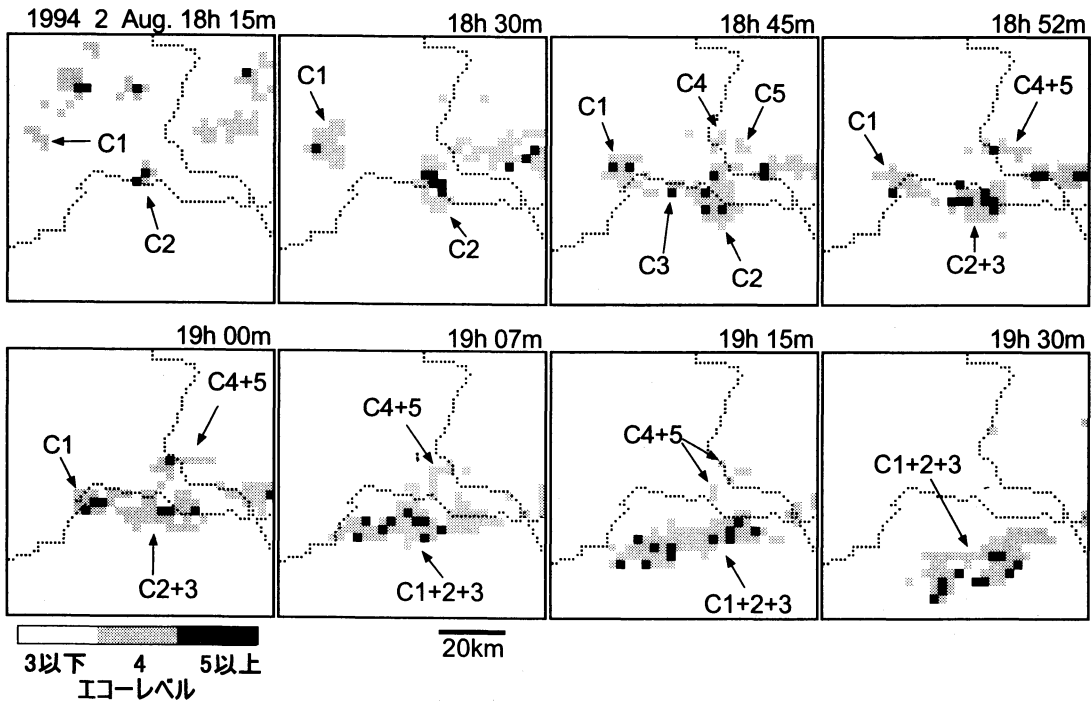 1994 2 Aug. 18h 15m
18h 30m
18h 45m
18h 52m
C1
C2
C1
C2
C1
C4
C5
C3
C2
C1
C4+5
C2+3
19h 00m
19h 07m
19h 15m
19h 30m
C1
C4+5
C2+3
C4+5
C1+2+3
C4+5
C1+2+3
C1+2+3
3以下 4 5以上
エコーレベル
20km